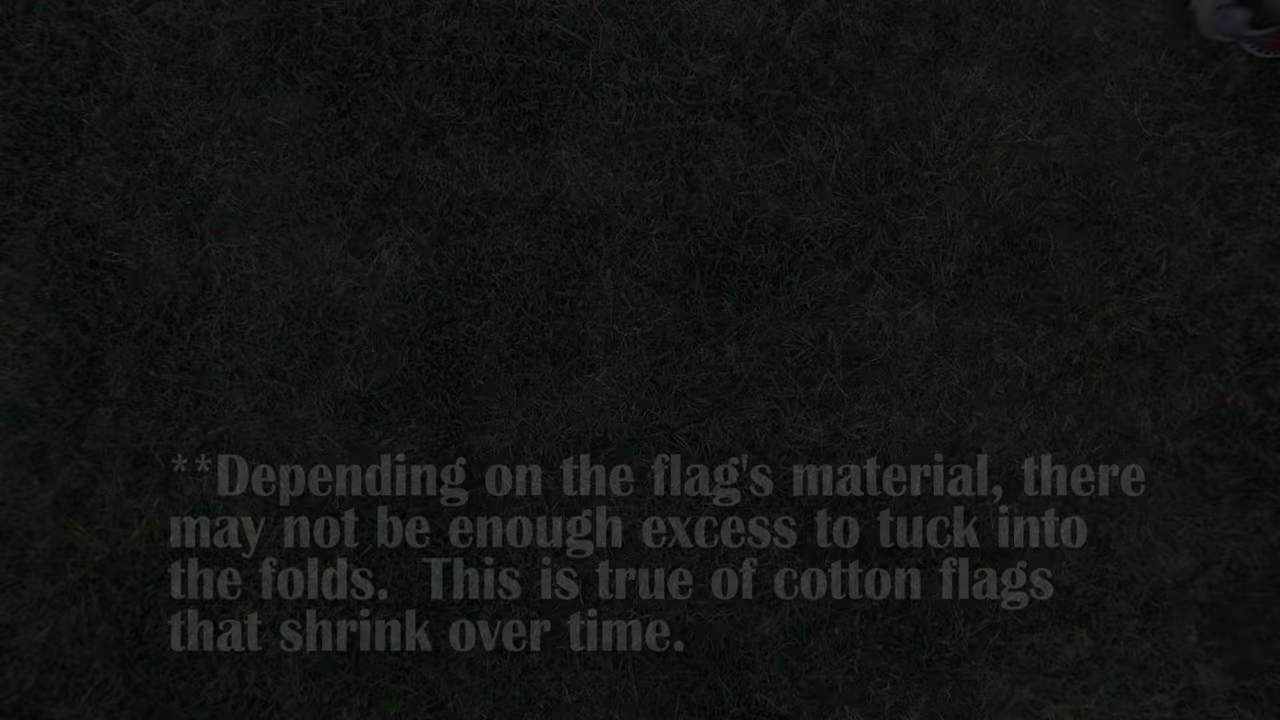 **Depending on the flag's material, there
may not be enough excess to tuck into
the folds.  This is true of cotton flags
that shrink over time.